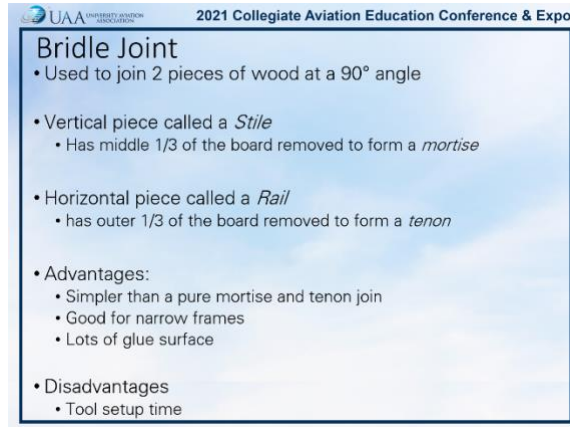 UAA UNIVERSITY AVIATION ASSOCIATION
2021 Collegiate Aviation Education Conference & Expo
Bridle Joint
• Used to join 2 pieces of wood at a 90° angle
• Vertical piece called a Stile
• Has middle 1/3 of the board removed to form a mortise
• Horizontal piece called a Rail
• has outer 1/3 of the board removed to form a tenon
• Advantages:
• Simpler than a pure mortise and tenon join
• Good for narrow frames
• Lots of glue surface
• Disadvantages
• Tool setup time